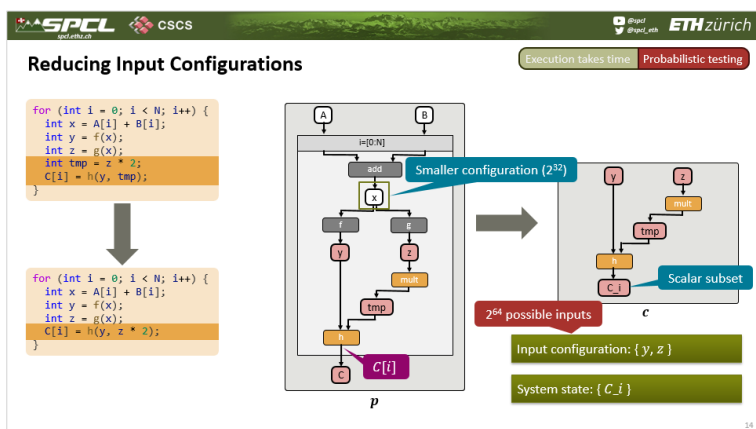 SPCL
spcl.ethz.ch
CSCS
@spcl
@spcl_eth
ETH zürich
Reducing Input Configurations
Execution takes time
Probabilistic testing
for (int i = 0; i < N; i++) {
int x = A[i] + B[i];
int y = f(x);
int z = g(x);
int tmp = z * 2;
C[i] = h(y, tmp);
}
for (int i = 0; i < N; i++) {
int x = A[i] + B[i];
int y = f(x);
int z = g(x);
C[i] = h(y, z * 2);
}
A
B
i=[0:N]
add
Smaller configuration (2³²)
x
f
g
y
z
mult
tmp
h
C[i]
C
p
y
z
mult
tmp
h
C_i
Scalar subset
c
2⁶⁴ possible inputs
Input configuration: { y, z }
System state: { C_i }
14